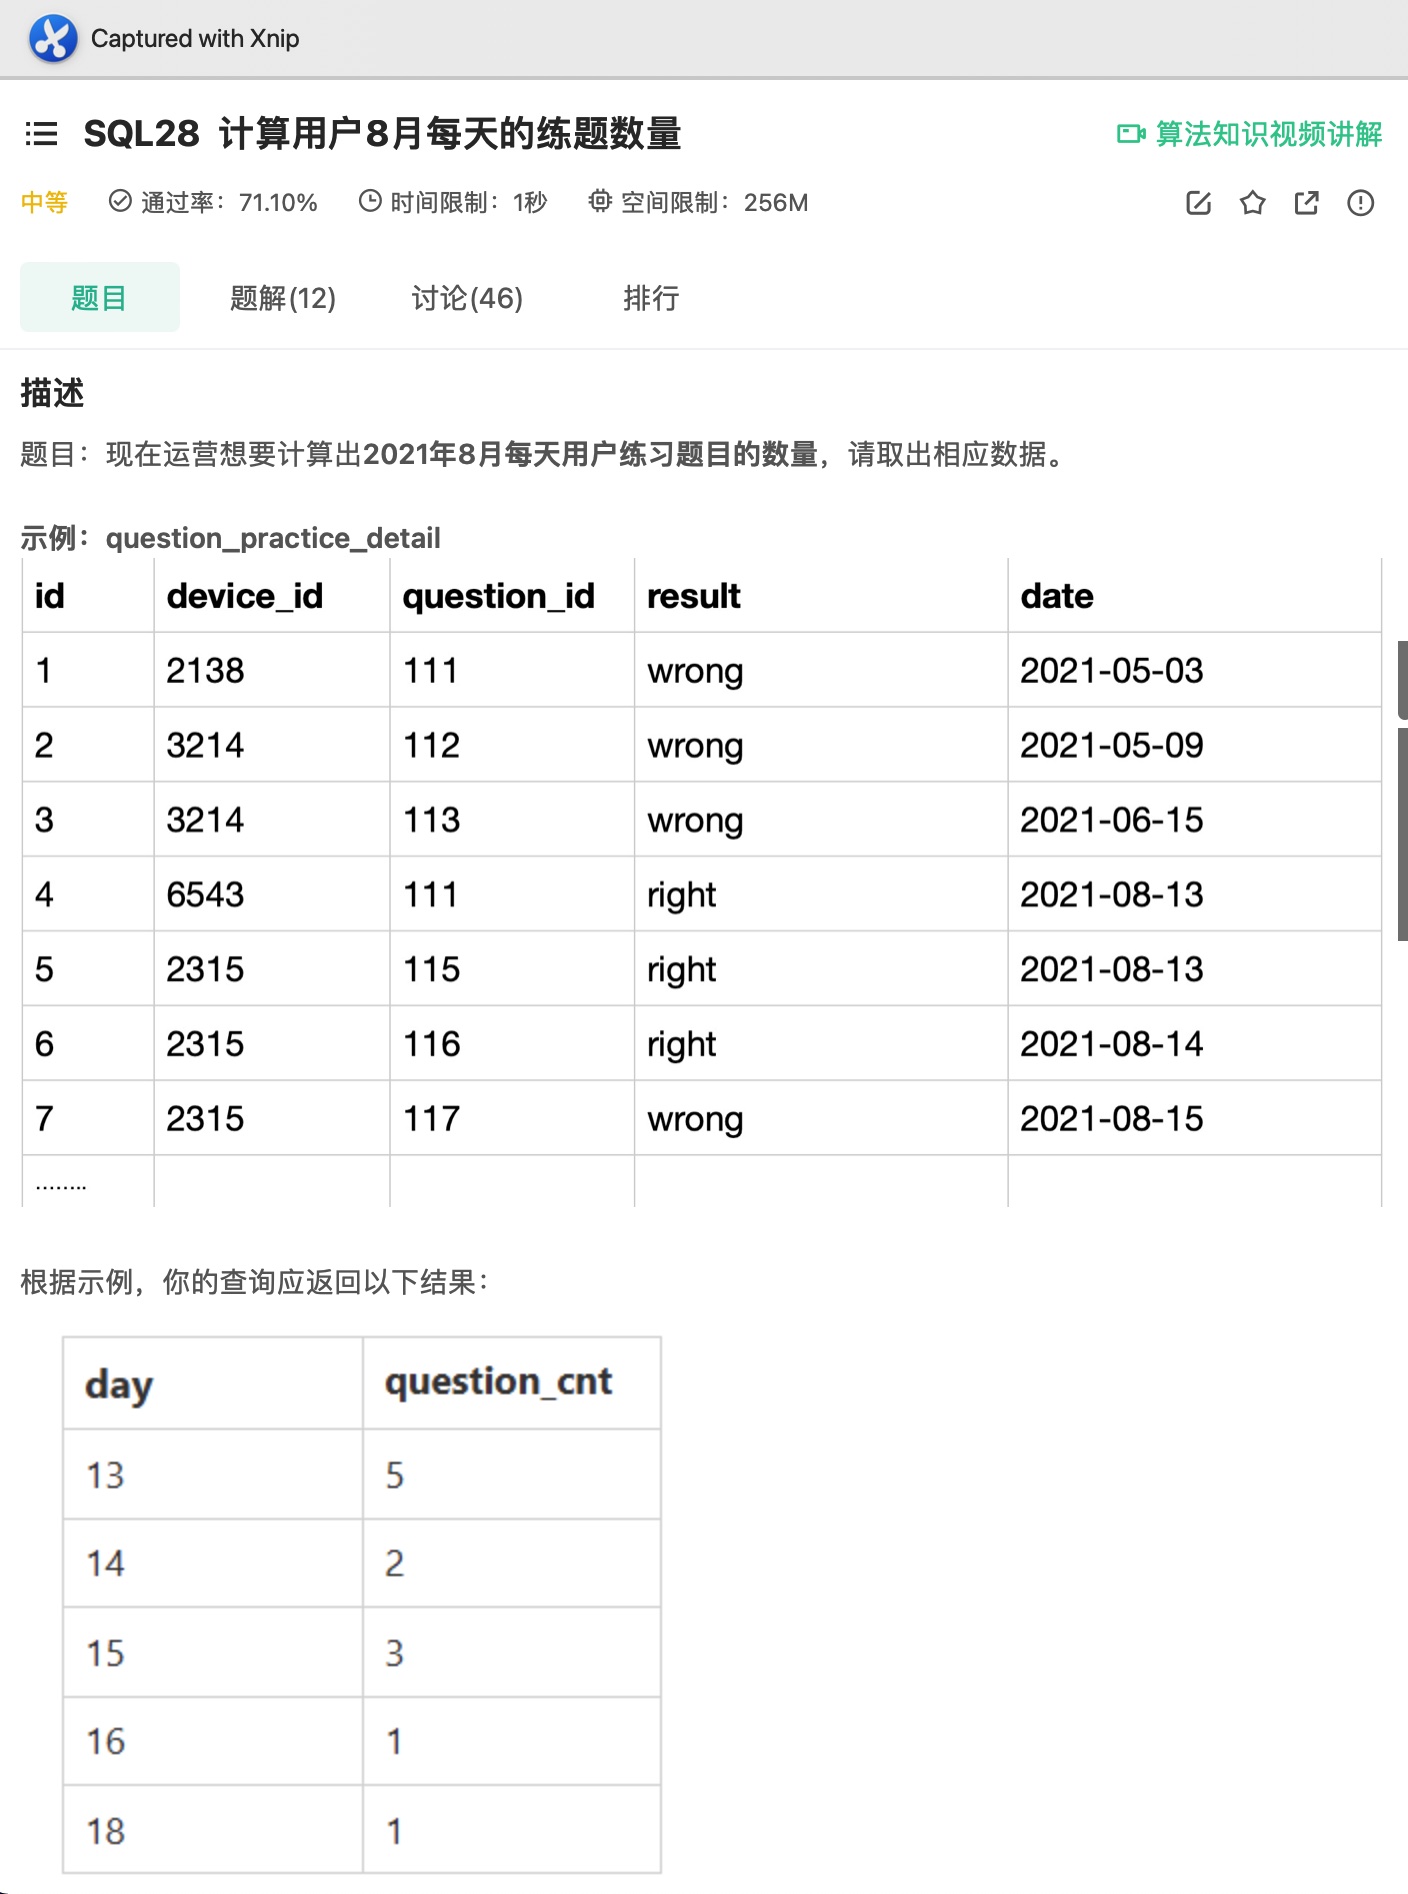 Captured with Xnip
SQL28 计算用户8月每天的练题数量
算法知识视频讲解
中等 通过率：71.10% 时间限制：1秒 空间限制：256M
题目 题解(12) 讨论(46) 排行
描述
题目：现在运营想要计算出2021年8月每天用户练习题目的数量，请取出相应数据。
示例：question_practice_detail
id device_id question_id result date
1 2138 111 wrong 2021-05-03
2 3214 112 wrong 2021-05-09
3 3214 113 wrong 2021-06-15
4 6543 111 right 2021-08-13
5 2315 115 right 2021-08-13
6 2315 116 right 2021-08-14
7 2315 117 wrong 2021-08-15
........
根据示例，你的查询应返回以下结果：
day question_cnt
13 5
14 2
15 3
16 1
18 1